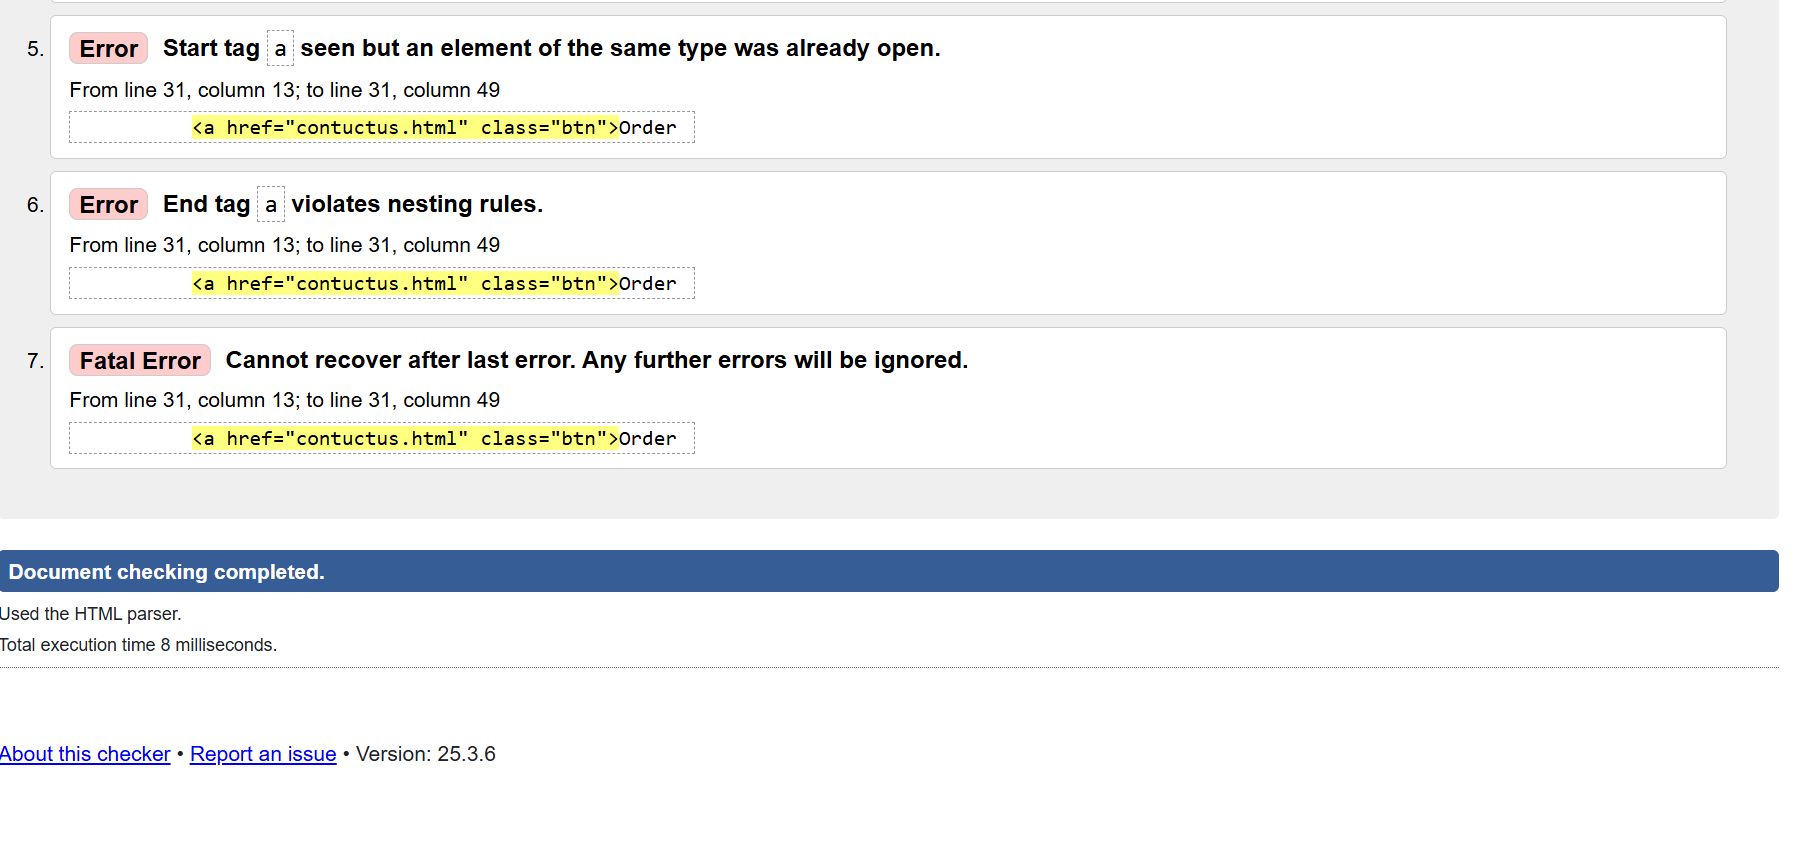 5. Error Start tag a seen but an element of the same type was already open.
From line 31, column 13; to line 31, column 49
<a href="contuctus.html" class="btn">Order
6. Error End tag a violates nesting rules.
From line 31, column 13; to line 31, column 49
<a href="contuctus.html" class="btn">Order
7. Fatal Error Cannot recover after last error. Any further errors will be ignored.
From line 31, column 13; to line 31, column 49
<a href="contuctus.html" class="btn">Order
Document checking completed.
Used the HTML parser.
Total execution time 8 milliseconds.
About this checker • Report an issue • Version: 25.3.6